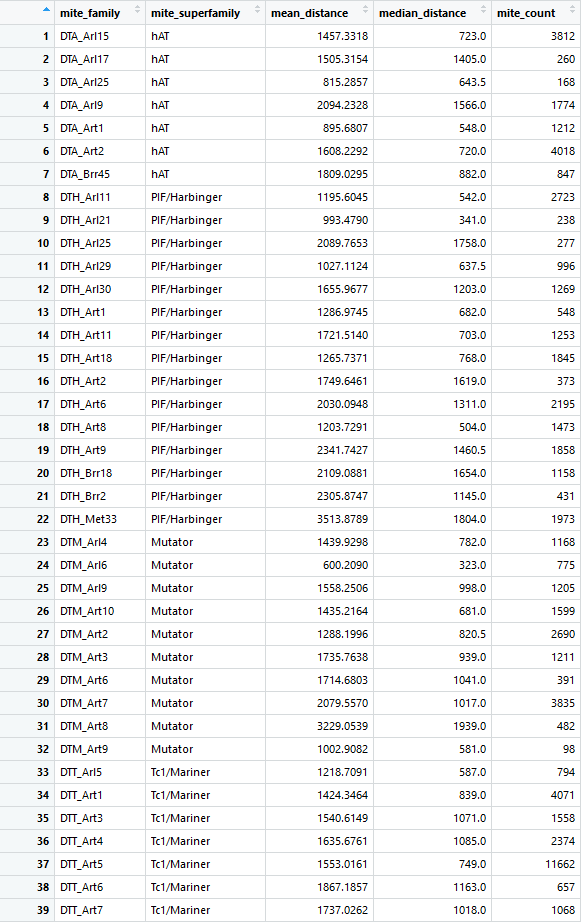 mite_family mite_superfamily mean_distance median_distance mite_count
1 DTA_Arl15 hAT 1457.3318 723.0 3812
2 DTA_Arl17 hAT 1505.3154 1405.0 260
3 DTA_Arl25 hAT 815.2857 643.5 168
4 DTA_Arl9 hAT 2094.2328 1566.0 1774
5 DTA_Art1 hAT 895.6807 548.0 1212
6 DTA_Art2 hAT 1608.2292 720.0 4018
7 DTA_Brr45 hAT 1809.0295 882.0 847
8 DTH_Arl11 PIF/Harbinger 1195.6045 542.0 2723
9 DTH_Arl21 PIF/Harbinger 993.4790 341.0 238
10 DTH_Arl25 PIF/Harbinger 2089.7653 1758.0 277
11 DTH_Arl29 PIF/Harbinger 1027.1124 637.5 996
12 DTH_Arl30 PIF/Harbinger 1655.9677 1203.0 1269
13 DTH_Art1 PIF/Harbinger 1286.9745 682.0 548
14 DTH_Art11 PIF/Harbinger 1721.5140 703.0 1253
15 DTH_Art18 PIF/Harbinger 1265.7371 768.0 1845
16 DTH_Art2 PIF/Harbinger 1749.6461 1619.0 373
17 DTH_Art6 PIF/Harbinger 2030.0948 1311.0 2195
18 DTH_Art8 PIF/Harbinger 1203.7291 504.0 1473
19 DTH_Art9 PIF/Harbinger 2341.7427 1460.5 1858
20 DTH_Brr18 PIF/Harbinger 2109.0881 1654.0 1158
21 DTH_Brr2 PIF/Harbinger 2305.8747 1145.0 431
22 DTH_Met33 PIF/Harbinger 3513.8789 1804.0 1973
23 DTM_Arl4 Mutator 1439.9298 782.0 1168
24 DTM_Arl6 Mutator 600.2090 323.0 775
25 DTM_Arl9 Mutator 1558.2506 998.0 1205
26 DTM_Art10 Mutator 1435.2164 681.0 1599
27 DTM_Art2 Mutator 1288.1996 820.5 2690
28 DTM_Art3 Mutator 1735.7638 939.0 1211
29 DTM_Art6 Mutator 1714.6803 1041.0 391
30 DTM_Art7 Mutator 2079.5570 1017.0 3835
31 DTM_Art8 Mutator 3229.0539 1939.0 482
32 DTM_Art9 Mutator 1002.9082 581.0 98
33 DTT_Arl5 Tc1/Mariner 1218.7091 587.0 794
34 DTT_Art1 Tc1/Mariner 1424.3464 839.0 4071
35 DTT_Art3 Tc1/Mariner 1540.6149 1071.0 1558
36 DTT_Art4 Tc1/Mariner 1635.6761 1085.0 2374
37 DTT_Art5 Tc1/Mariner 1553.0161 749.0 11662
38 DTT_Art6 Tc1/Mariner 1867.1857 1163.0 657
39 DTT_Art7 Tc1/Mariner 1737.0262 1018.0 1068